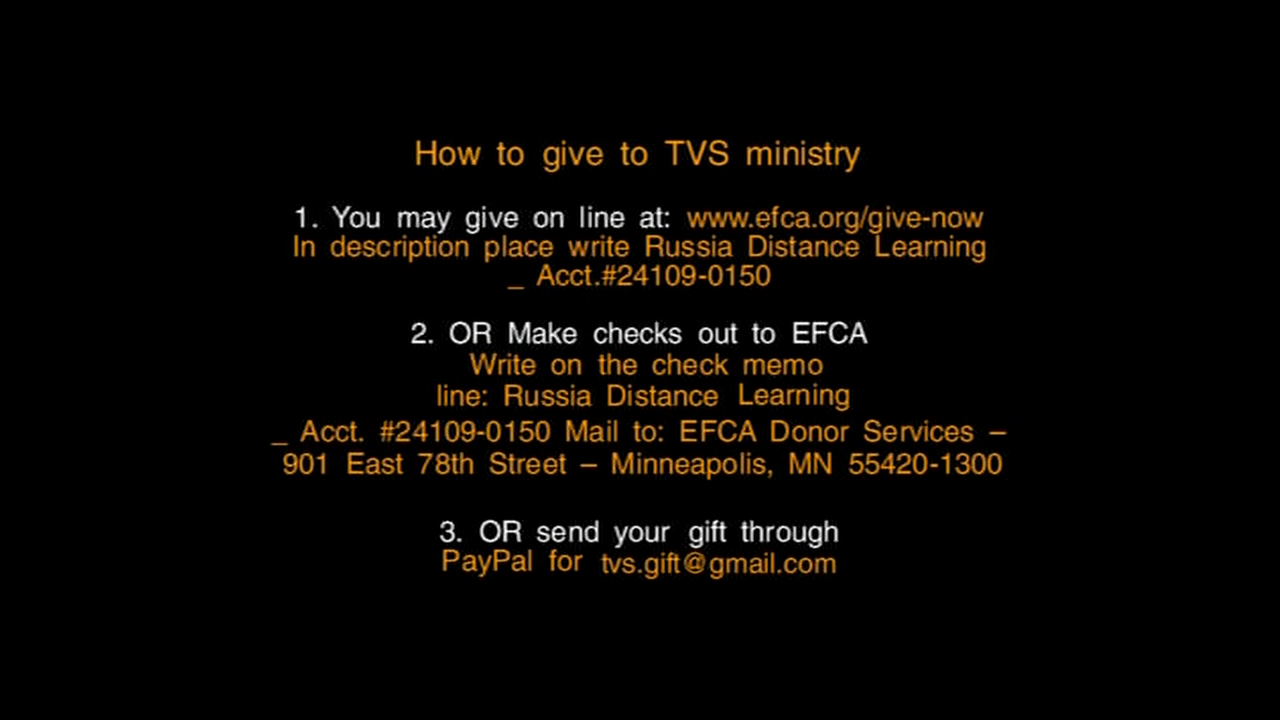 How to give to TVS ministry
1. You may give on line at: www.efca.org/give-now
In description place write Russia Distance Learning
_ Acct.#24109-0150
2. OR Make checks out to EFCA
Write on the check memo
line: Russia Distance Learning
_ Acct. #24109-0150 Mail to: EFCA Donor Services –
901 East 78th Street – Minneapolis, MN 55420-1300
3. OR send your gift through
PayPal for tvs.gift@gmail.com